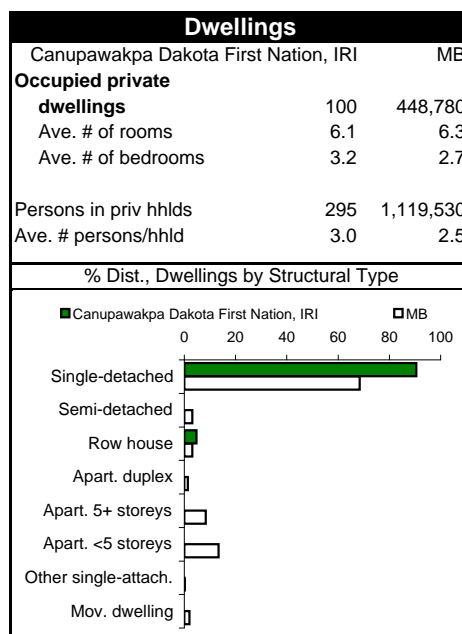 Dwellings
Canupawakpa Dakota First Nation, IRI MB
Occupied private
dwellings 100 448,780
Ave. # of rooms 6.1 6.3
Ave. # of bedrooms 3.2 2.7
Persons in priv hhlds 295 1,119,530
Ave. # persons/hhld 3.0 2.5
% Dist., Dwellings by Structural Type
Canupawakpa Dakota First Nation, IRI MB
0 20 40 60 80 100
Single-detached
Semi-detached
Row house
Apart. duplex
Apart. 5+ storeys
Apart. <5 storeys
Other single-attach.
Mov. dwelling